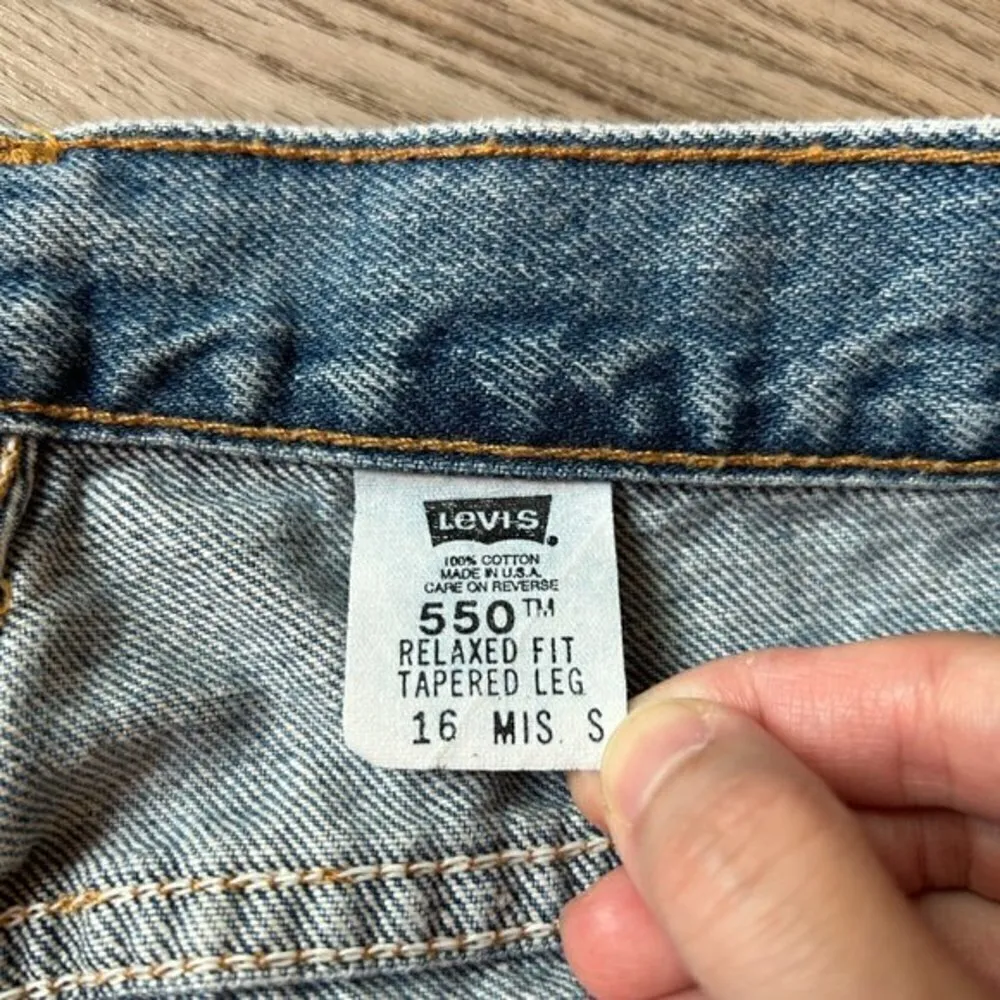 LEVI'S
100% COTTON
MADE IN U.S.A.
CARE ON REVERSE
550™
RELAXED FIT
TAPERED LEG
16 MIS. S